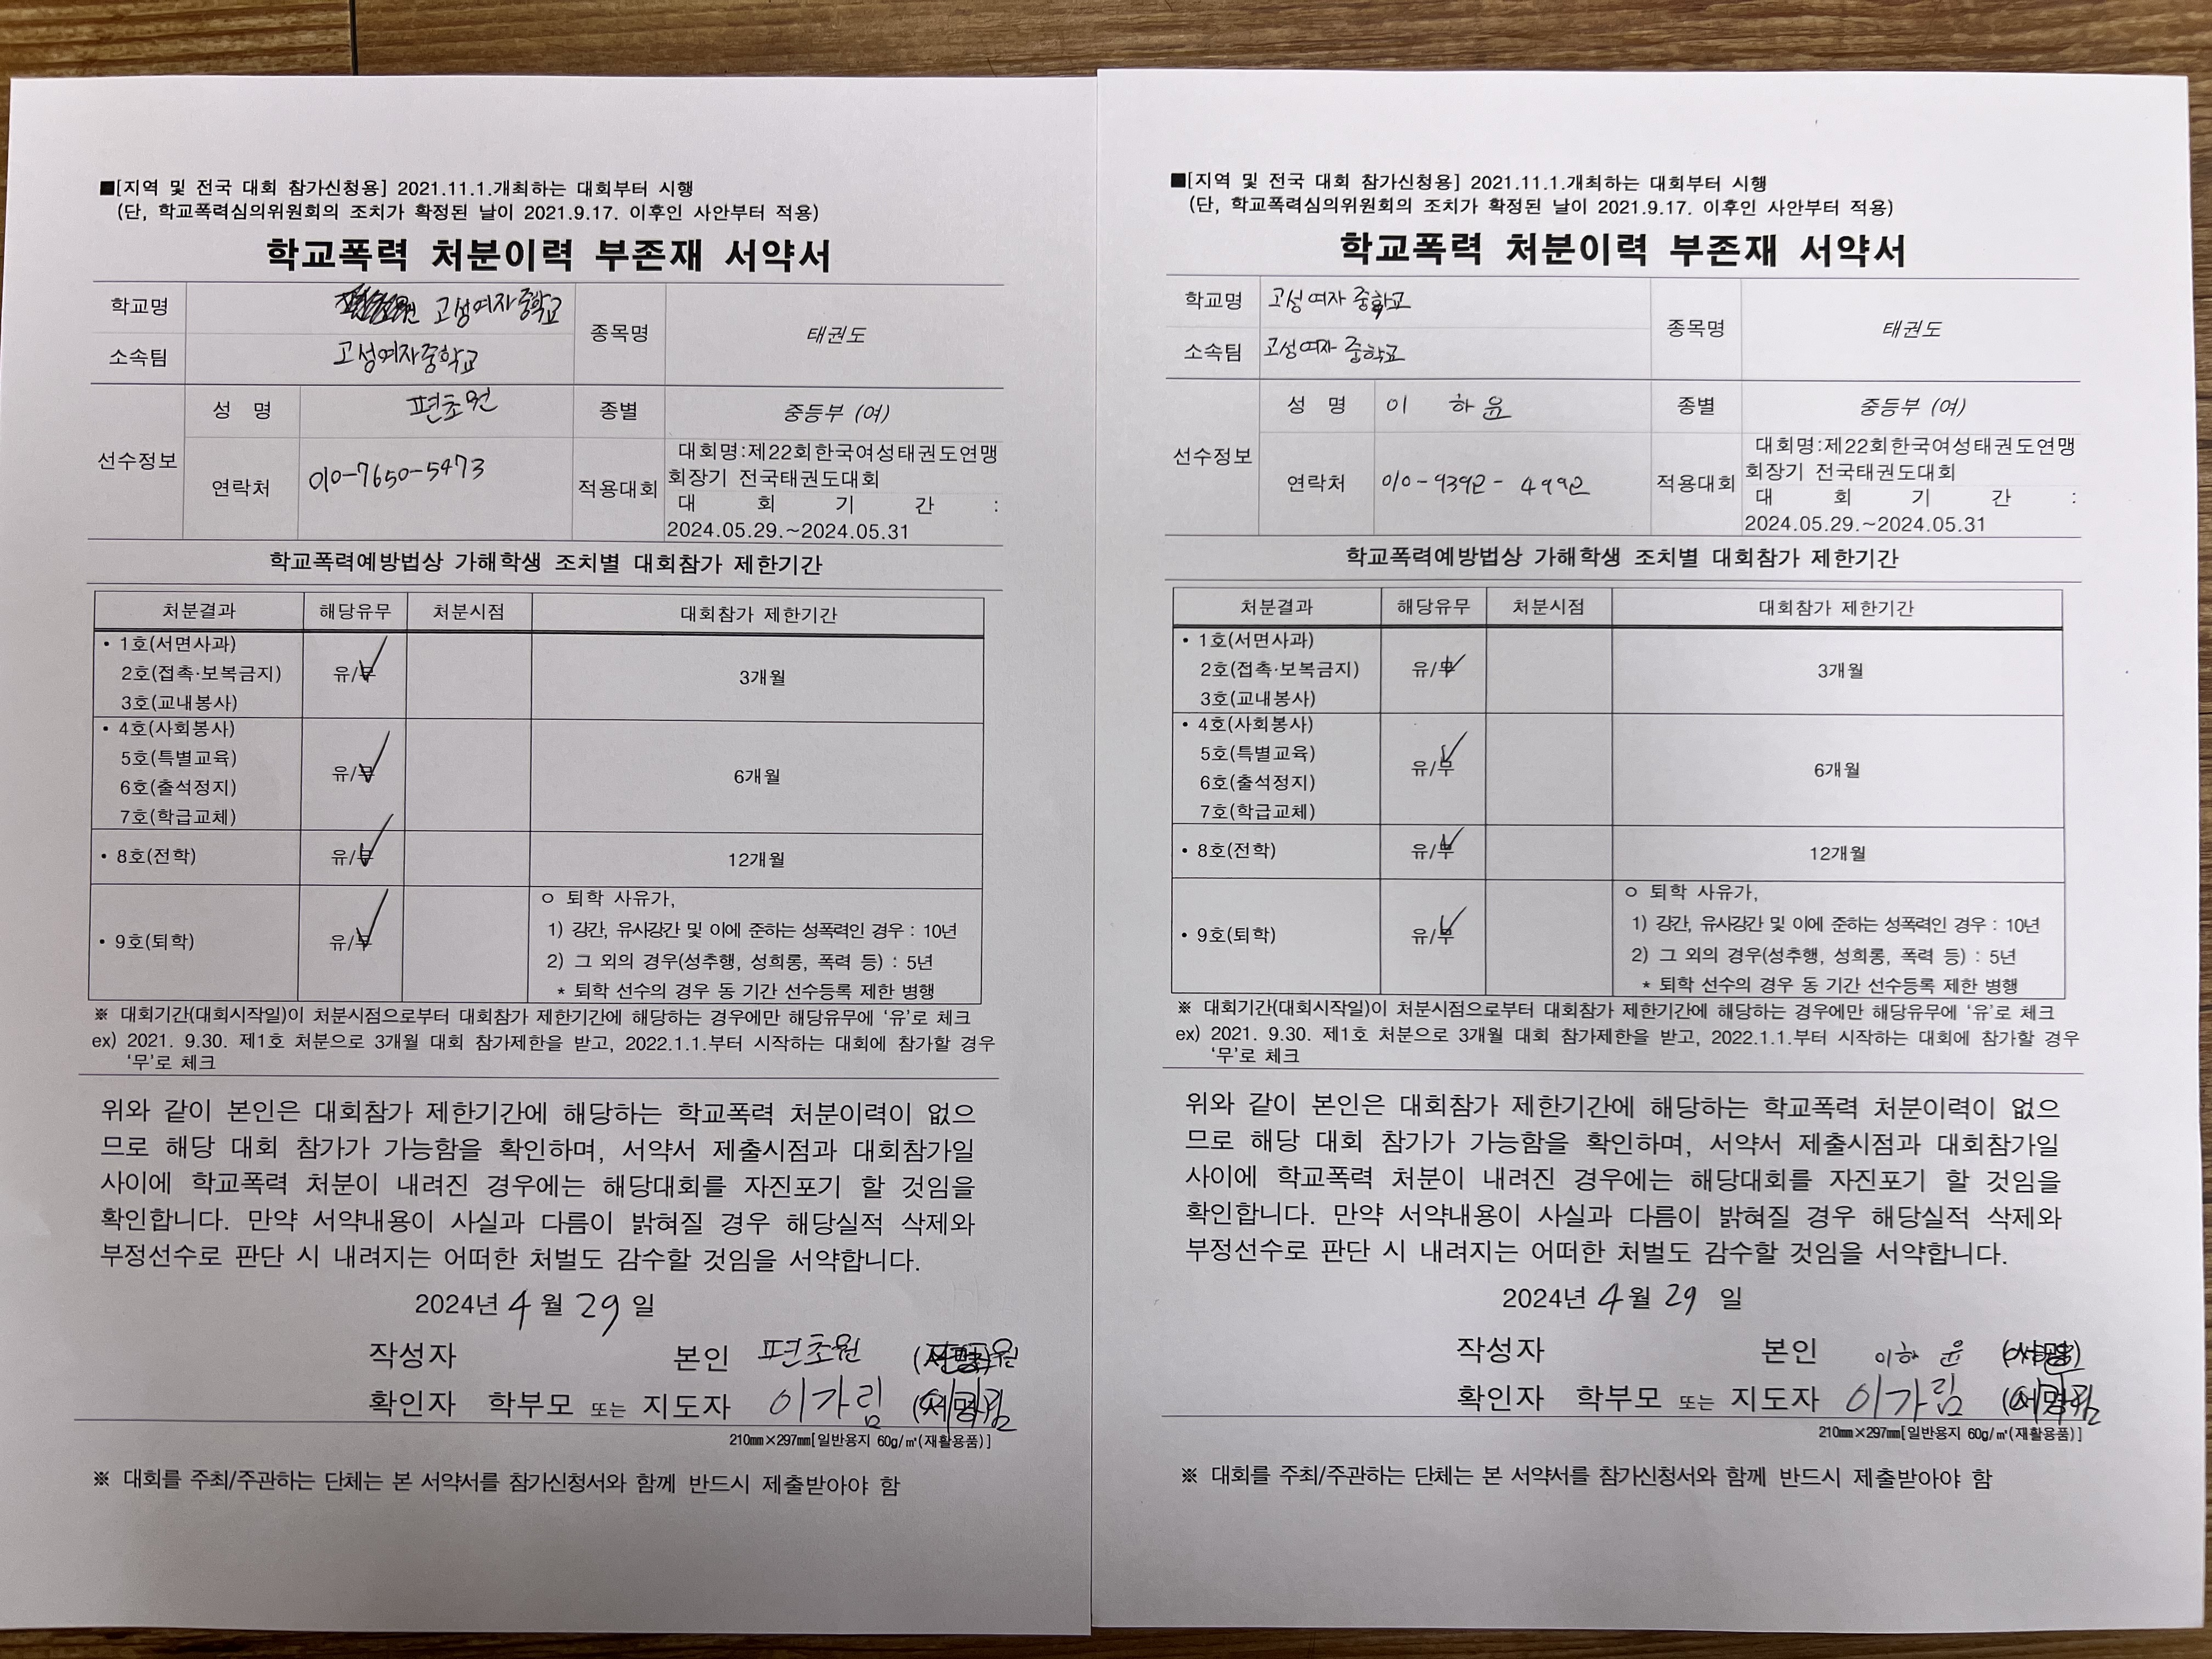 ■[지역 및 전국 대회 참가신청용] 2021.11.1.개최하는 대회부터 시행
(단, 학교폭력심의위원회의 조치가 확정된 날이 2021.9.17. 이후인 사안부터 적용)
학교폭력 처분이력 부존재 서약서
학교명 고성여자중학교
소속팀 고성여자중학교
종목명 태권도
선수정보
성 명 편초원
종별 중등부 (여)
연락처 010-7650-5473
적용대회
대회명:제22회한국여성태권도연맹
회장기 전국태권도대회
대 회 기 간 :
2024.05.29.~2024.05.31
학교폭력예방법상 가해학생 조치별 대회참가 제한기간
처분결과 해당유무 처분시점 대회참가 제한기간
• 1호(서면사과)
2호(접촉·보복금지) 유/무 3개월
3호(교내봉사)
• 4호(사회봉사)
5호(특별교육)
유/무 6개월
6호(출석정지)
7호(학급교체)
• 8호(전학) 유/무 12개월
• 9호(퇴학) 유/무
ㅇ 퇴학 사유가,
1) 강간, 유사강간 및 이에 준하는 성폭력인 경우 : 10년
2) 그 외의 경우(성추행, 성희롱, 폭력 등) : 5년
* 퇴학 선수의 경우 동 기간 선수등록 제한 병행
※ 대회기간(대회시작일)이 처분시점으로부터 대회참가 제한기간에 해당하는 경우에만 해당유무에 ‘유’로 체크
ex) 2021. 9.30. 제1호 처분으로 3개월 대회 참가제한을 받고, 2022.1.1.부터 시작하는 대회에 참가할 경우
‘무’로 체크
위와 같이 본인은 대회참가 제한기간에 해당하는 학교폭력 처분이력이 없으
므로 해당 대회 참가가 가능함을 확인하며, 서약서 제출시점과 대회참가일
사이에 학교폭력 처분이 내려진 경우에는 해당대회를 자진포기 할 것임을
확인합니다. 만약 서약내용이 사실과 다름이 밝혀질 경우 해당실적 삭제와
부정선수로 판단 시 내려지는 어떠한 처벌도 감수할 것임을 서약합니다.
2024년 4월 29일
작성자 본인 편초원 (서명)
확인자 학부모 또는 지도자 이가림 (서명)
210㎜×297㎜[일반용지 60g/㎡(재활용품)]
※ 대회를 주최/주관하는 단체는 본 서약서를 참가신청서와 함께 반드시 제출받아야 함
■[지역 및 전국 대회 참가신청용] 2021.11.1.개최하는 대회부터 시행
(단, 학교폭력심의위원회의 조치가 확정된 날이 2021.9.17. 이후인 사안부터 적용)
학교폭력 처분이력 부존재 서약서
학교명 고성여자중학교
소속팀 고성여자중학교
종목명 태권도
선수정보
성 명 이하윤
종별 중등부 (여)
연락처 010-9392-4992
적용대회
대회명:제22회한국여성태권도연맹
회장기 전국태권도대회
대 회 기 간 :
2024.05.29.~2024.05.31
학교폭력예방법상 가해학생 조치별 대회참가 제한기간
처분결과 해당유무 처분시점 대회참가 제한기간
• 1호(서면사과)
2호(접촉·보복금지) 유/무 3개월
3호(교내봉사)
• 4호(사회봉사)
5호(특별교육)
유/무 6개월
6호(출석정지)
7호(학급교체)
• 8호(전학) 유/무 12개월
• 9호(퇴학) 유/무
ㅇ 퇴학 사유가,
1) 강간, 유사강간 및 이에 준하는 성폭력인 경우 : 10년
2) 그 외의 경우(성추행, 성희롱, 폭력 등) : 5년
* 퇴학 선수의 경우 동 기간 선수등록 제한 병행
※ 대회기간(대회시작일)이 처분시점으로부터 대회참가 제한기간에 해당하는 경우에만 해당유무에 ‘유’로 체크
ex) 2021. 9.30. 제1호 처분으로 3개월 대회 참가제한을 받고, 2022.1.1.부터 시작하는 대회에 참가할 경우
‘무’로 체크
위와 같이 본인은 대회참가 제한기간에 해당하는 학교폭력 처분이력이 없으
므로 해당 대회 참가가 가능함을 확인하며, 서약서 제출시점과 대회참가일
사이에 학교폭력 처분이 내려진 경우에는 해당대회를 자진포기 할 것임을
확인합니다. 만약 서약내용이 사실과 다름이 밝혀질 경우 해당실적 삭제와
부정선수로 판단 시 내려지는 어떠한 처벌도 감수할 것임을 서약합니다.
2024년 4월 29일
작성자 본인 이하윤 (서명)
확인자 학부모 또는 지도자 이가림 (서명)
210㎜×297㎜[일반용지 60g/㎡(재활용품)]
※ 대회를 주최/주관하는 단체는 본 서약서를 참가신청서와 함께 반드시 제출받아야 함